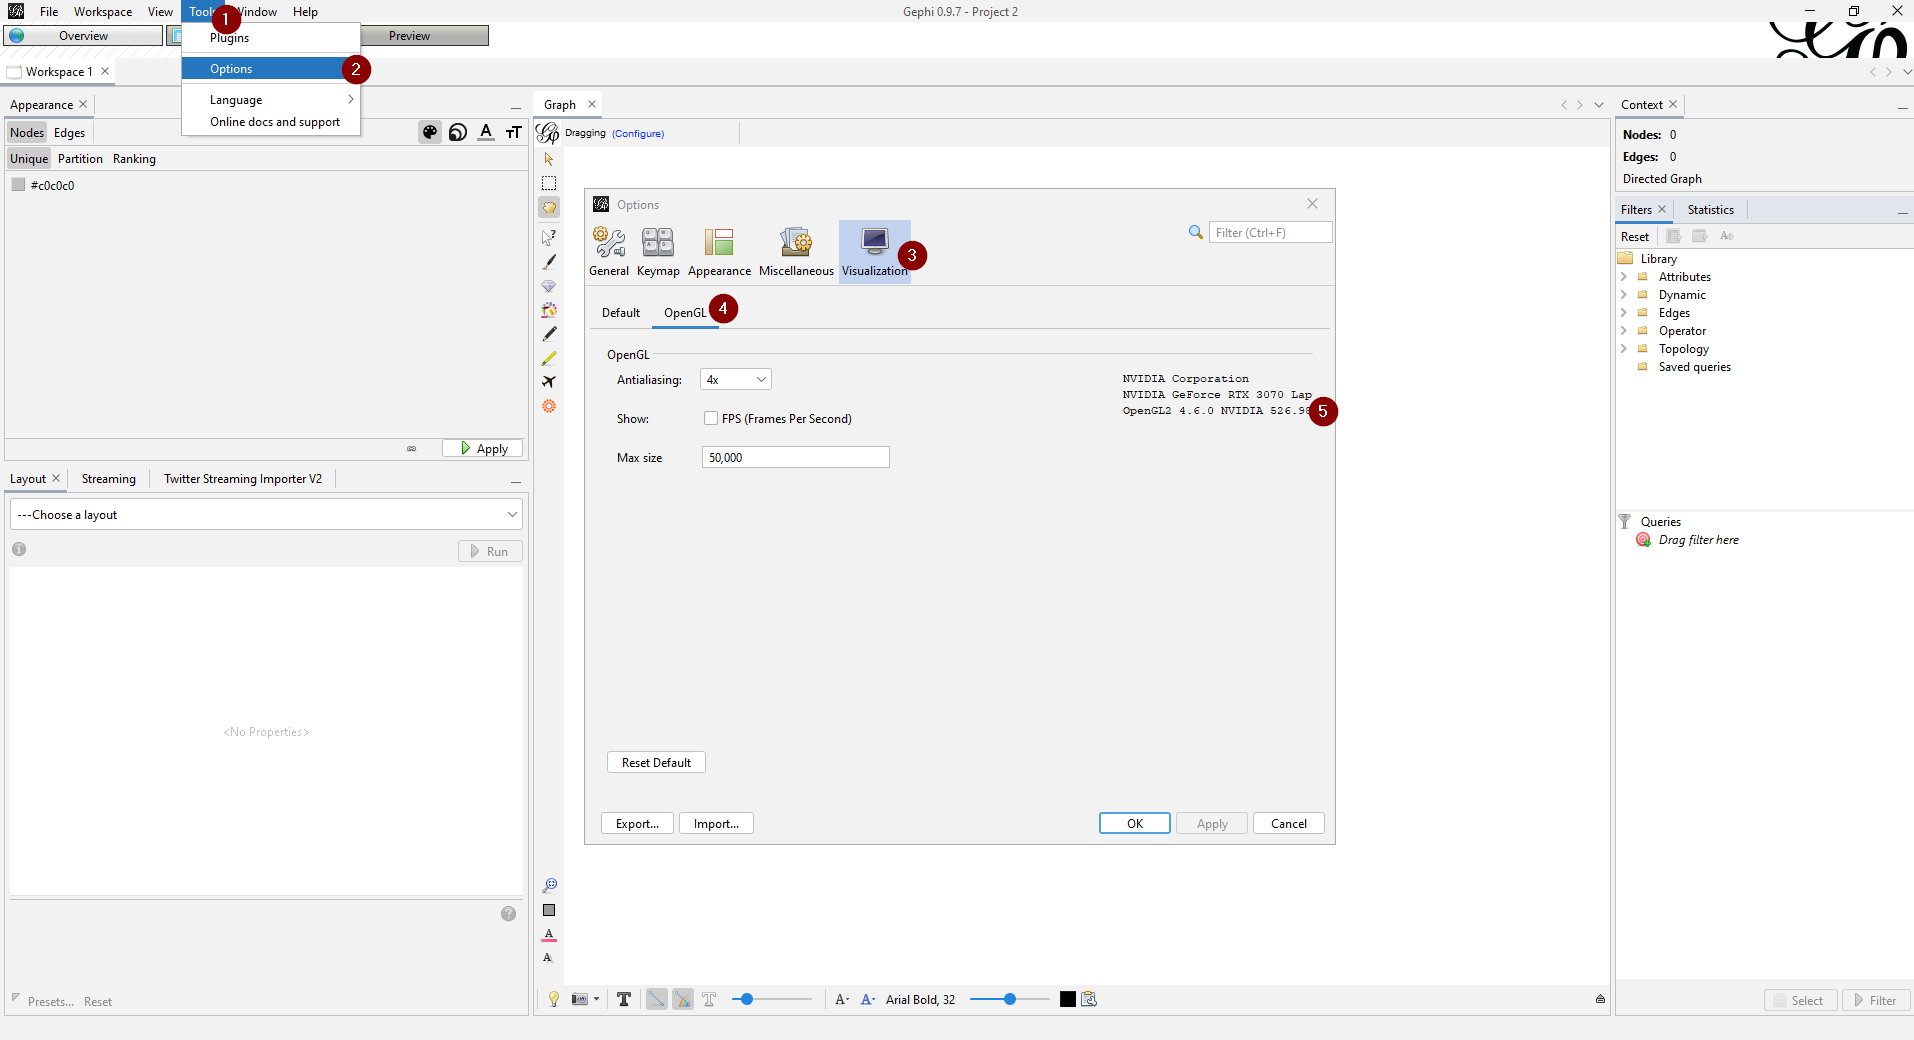 File Workspace View Tools Window Help
Gephi 0.9.7 - Project 2
1
Overview
Preview
Plugins
Options
2
Language
Online docs and support
Workspace 1
Appearance
Nodes Edges
Unique Partition Ranking
#c0c0c0
Apply
Layout Streaming Twitter Streaming Importer V2
---Choose a layout
Run
<No Properties>
Presets... Reset
Graph
Dragging (Configure)
Options
General Keymap Appearance Miscellaneous Visualization
3
Filter (Ctrl+F)
Default OpenGL
4
OpenGL
Antialiasing: 4x
Show: FPS (Frames Per Second)
Max size 50,000
NVIDIA Corporation
NVIDIA GeForce RTX 3070 Lap
OpenGL2 4.6.0 NVIDIA 526.98
5
Reset Default
Export... Import...
OK Apply Cancel
Arial Bold, 32
Context
Nodes: 0
Edges: 0
Directed Graph
Filters Statistics
Reset
Library
Attributes
Dynamic
Edges
Operator
Topology
Saved queries
Queries
Drag filter here
Select Filter